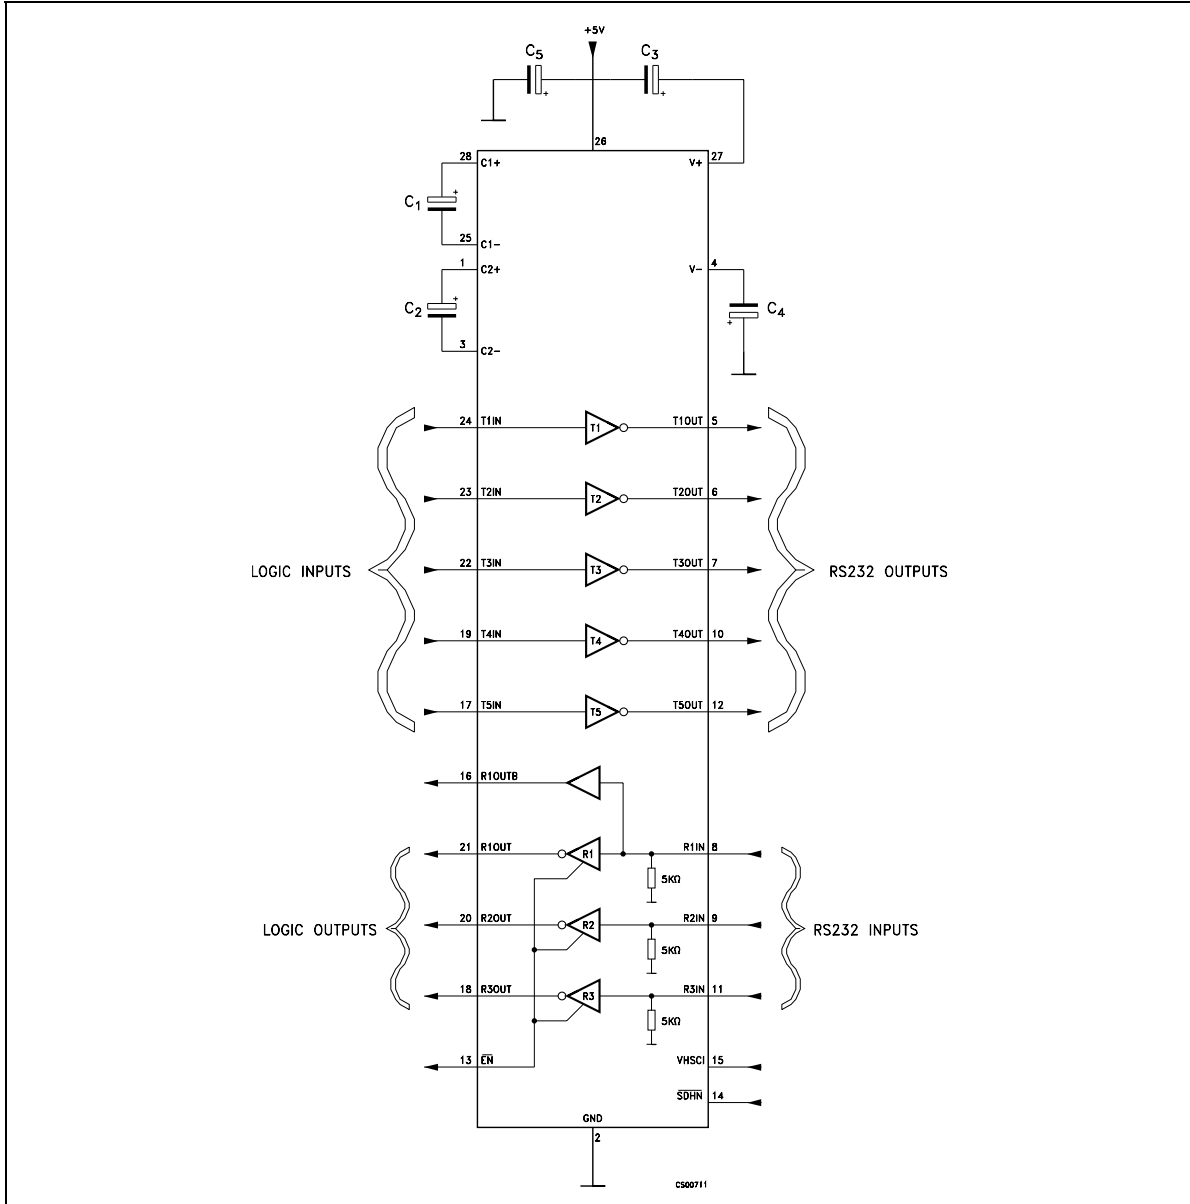 +5V
C5 C3
26
28 C1+ V+ 27
C1 +
25 C1-
1 C2+ V- 4
C2 + C4 +
3 C2-
24 T1IN T1 T1OUT 5
23 T2IN T2 T2OUT 6
LOGIC INPUTS 22 T3IN T3 T3OUT 7 RS232 OUTPUTS
19 T4IN T4 T4OUT 10
17 T5IN T5 T5OUT 12
16 R1OUTB
21 R1OUT R1 R1IN 8
5KΩ
LOGIC OUTPUTS 20 R2OUT R2 R2IN 9 RS232 INPUTS
5KΩ
18 R3OUT R3 R3IN 11
5KΩ
13 EN VHSCI 15
SDHN 14
GND
2
CS00711